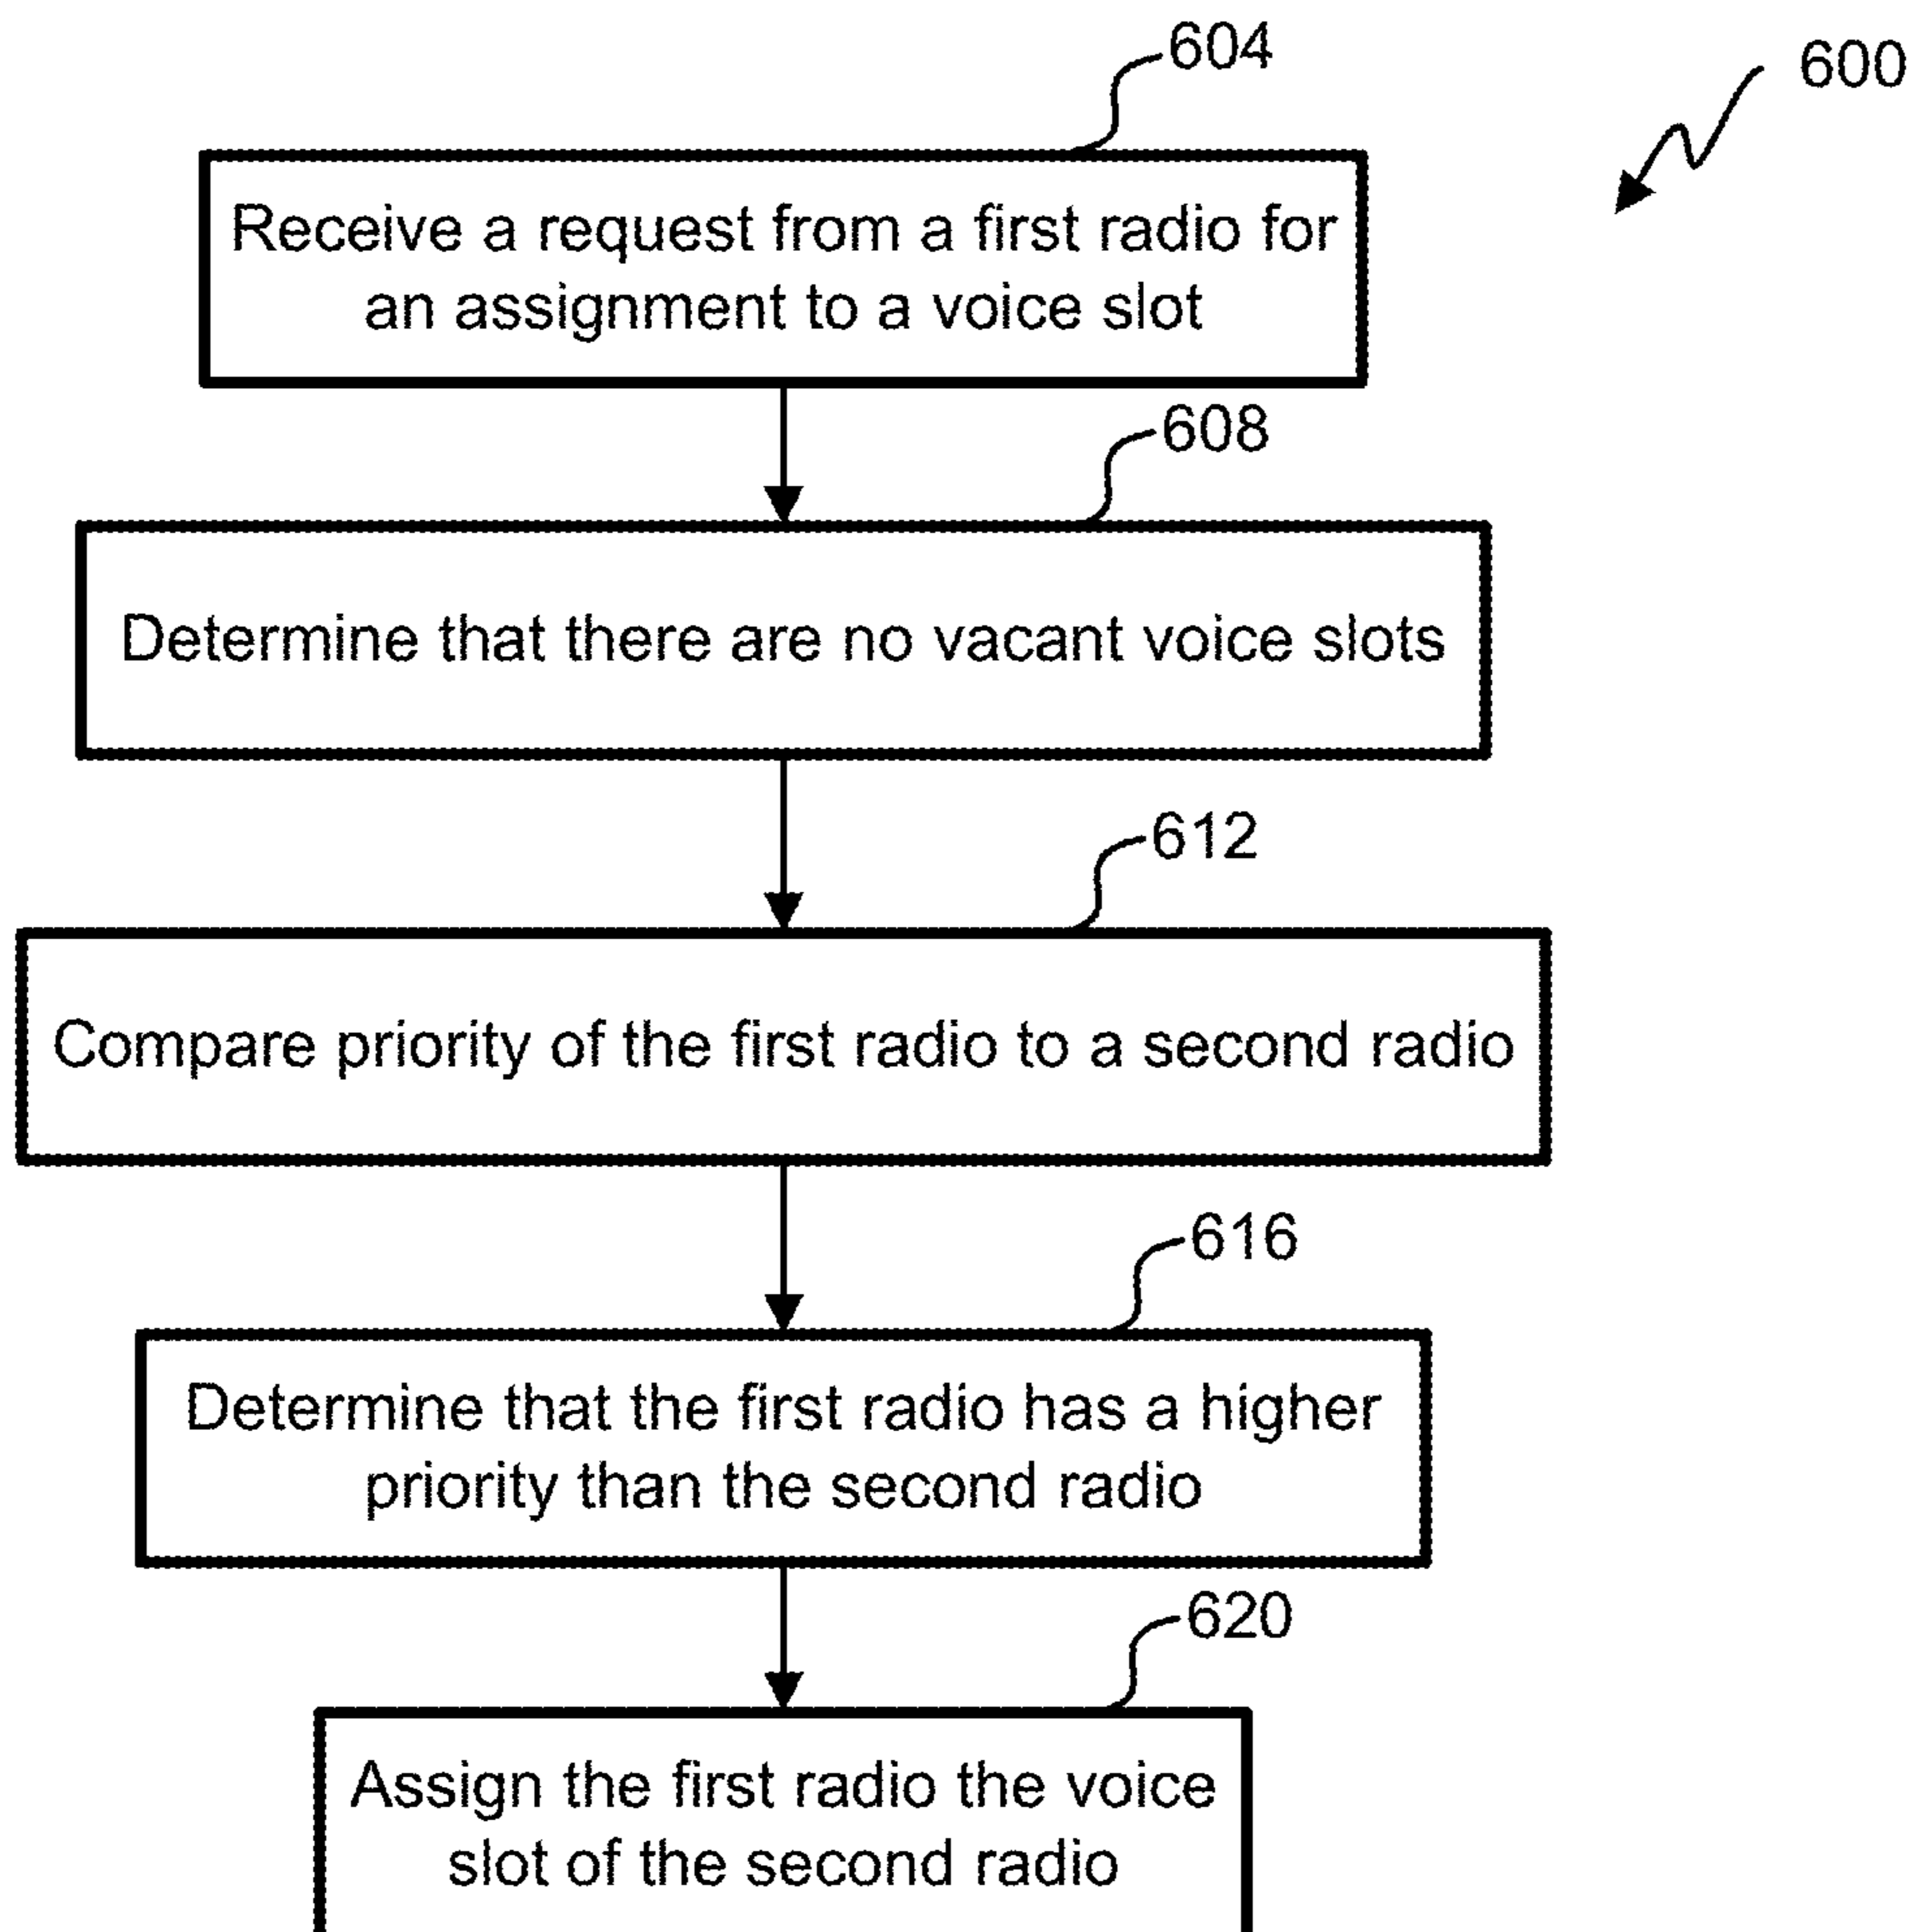 604
600
Receive a request from a first radio for
an assignment to a voice slot
608
Determine that there are no vacant voice slots
612
Compare priority of the first radio to a second radio
616
Determine that the first radio has a higher
priority than the second radio
620
Assign the first radio the voice
slot of the second radio